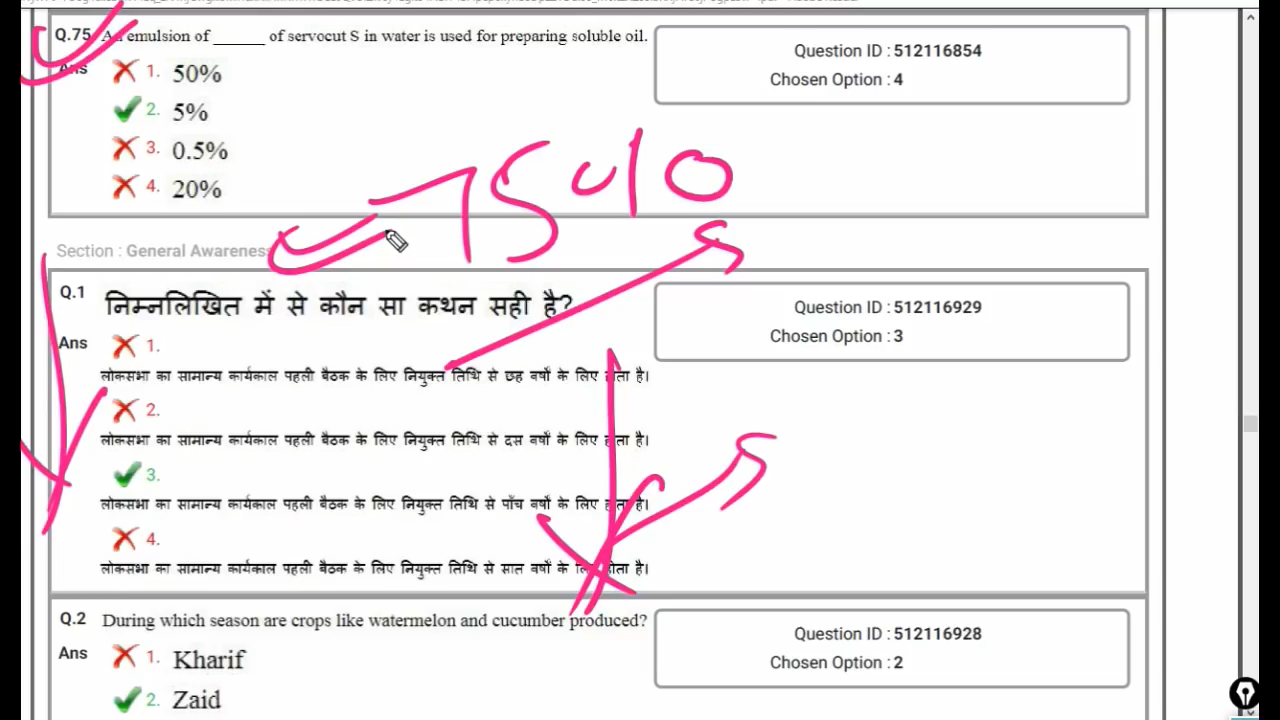 Q.75 An emulsion of ______ of servocut S in water is used for preparing soluble oil.
Question ID : 512116854
Chosen Option : 4
Ans
1. 50%
2. 5%
3. 0.5%
4. 20%
Section : General Awareness
Q.1 निम्नलिखित में से कौन सा कथन सही है?
Question ID : 512116929
Chosen Option : 3
Ans
1.
लोकसभा का सामान्य कार्यकाल पहली बैठक के लिए नियुक्त तिथि से छह वर्षों के लिए होता है।
2.
लोकसभा का सामान्य कार्यकाल पहली बैठक के लिए नियुक्त तिथि से दस वर्षों के लिए होता है।
3.
लोकसभा का सामान्य कार्यकाल पहली बैठक के लिए नियुक्त तिथि से पाँच वर्षों के लिए होता है।
4.
लोकसभा का सामान्य कार्यकाल पहली बैठक के लिए नियुक्त तिथि से सात वर्षों के लिए होता है।
Q.2 During which season are crops like watermelon and cucumber produced?
Question ID : 512116928
Chosen Option : 2
Ans
1. Kharif
2. Zaid